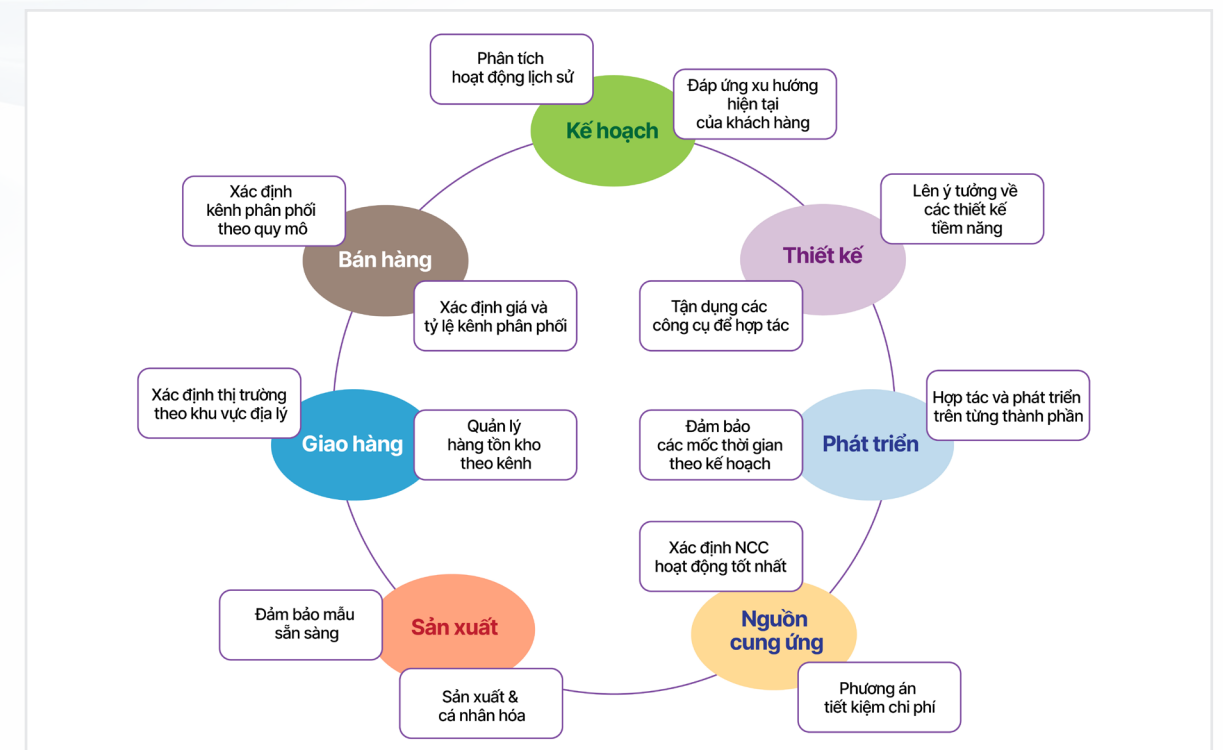 Phân tích
hoạt động lịch sử
Kế hoạch
Đáp ứng xu hướng
hiện tại
của khách hàng
Lên ý tưởng về
các thiết kế
tiềm năng
Thiết kế
Tận dụng các
công cụ để hợp tác
Hợp tác và phát triển
trên từng thành phần
Phát triển
Đảm bảo
các mốc thời gian
theo kế hoạch
Xác định NCC
hoạt động tốt nhất
Nguồn
cung ứng
Phương án
tiết kiệm chi phí
Sản xuất
Đảm bảo mẫu
sẵn sàng
Sản xuất &
cá nhân hóa
Xác định thị trường
theo khu vực địa lý
Giao hàng
Quản lý
hàng tồn kho
theo kênh
Xác định
kênh phân phối
theo quy mô
Bán hàng
Xác định giá và
tỷ lệ kênh phân phối